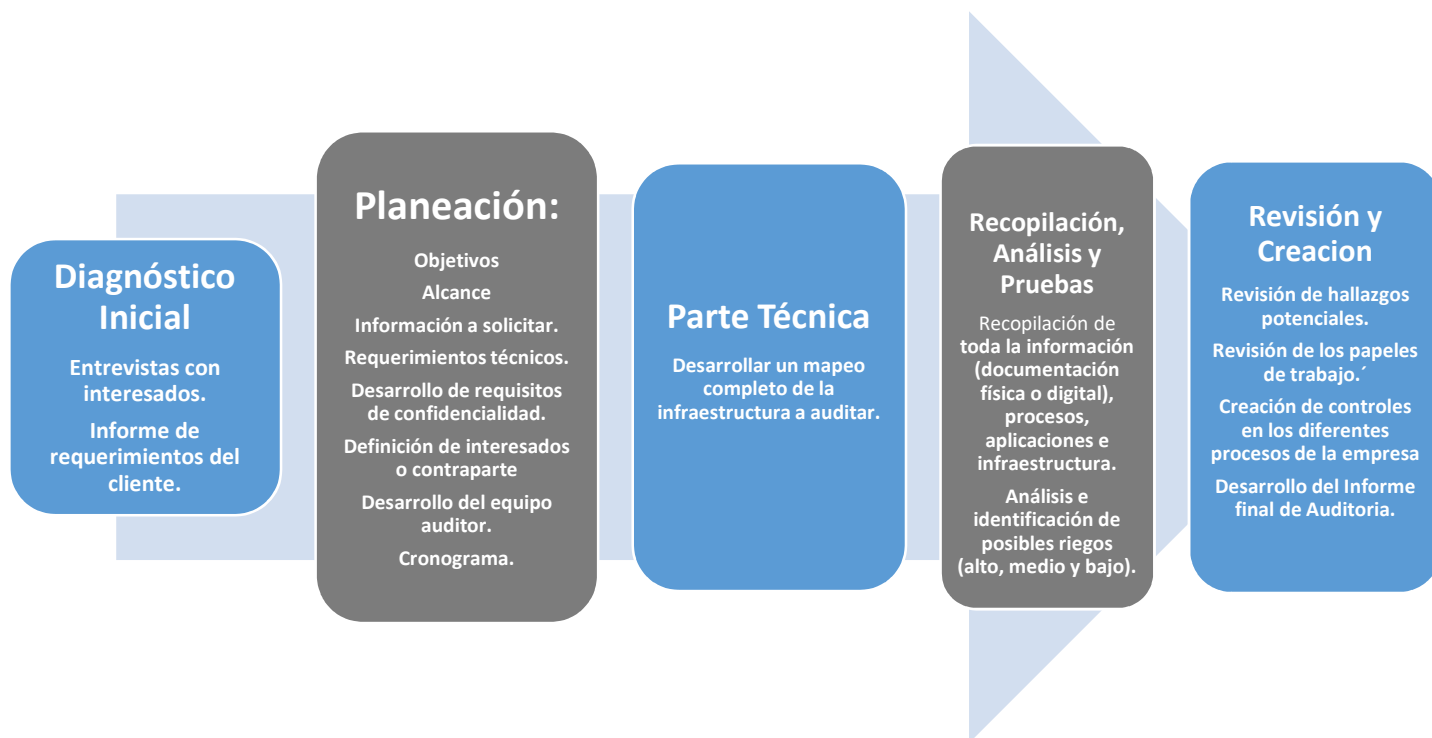 Diagnóstico
Inicial
Entrevistas con
interesados.
Informe de
requerimientos del
cliente.
Planeación:
Objetivos
Alcance
Información a solicitar.
Requerimientos técnicos.
Desarrollo de requisitos
de confidencialidad.
Definición de interesados
o contraparte
Desarrollo del equipo
auditor.
Cronograma.
Parte Técnica
Desarrollar un mapeo
completo de la
infraestructura a auditar.
Recopilación,
Análisis y
Pruebas
Recopilación de
toda la información
(documentación
física o digital),
procesos,
aplicaciones e
infraestructura.
Análisis e
identificación de
posibles riegos
(alto, medio y bajo).
Revisión y
Creacion
Revisión de hallazgos
potenciales.
Revisión de los papeles
de trabajo.´
Creación de controles
en los diferentes
procesos de la empresa
Desarrollo del Informe
final de Auditoria.